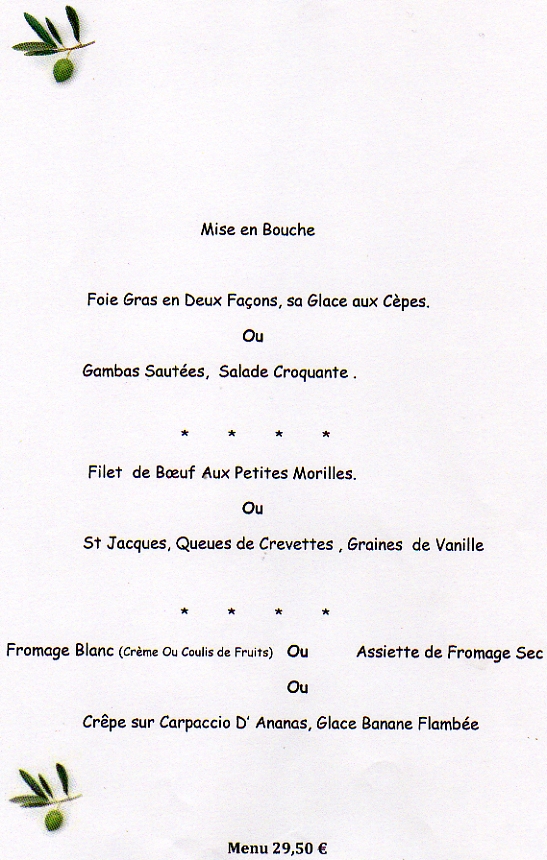 Mise en Bouche
Foie Gras en Deux Façons, sa Glace aux Cèpes.
Ou
Gambas Sautées, Salade Croquante .
* * * *
Filet de Bœuf Aux Petites Morilles.
Ou
St Jacques, Queues de Crevettes , Graines de Vanille
* * * *
Fromage Blanc (Crème Ou Coulis de Fruits) Ou Assiette de Fromage Sec
Ou
Crêpe sur Carpaccio D' Ananas, Glace Banane Flambée
Menu 29,50 €